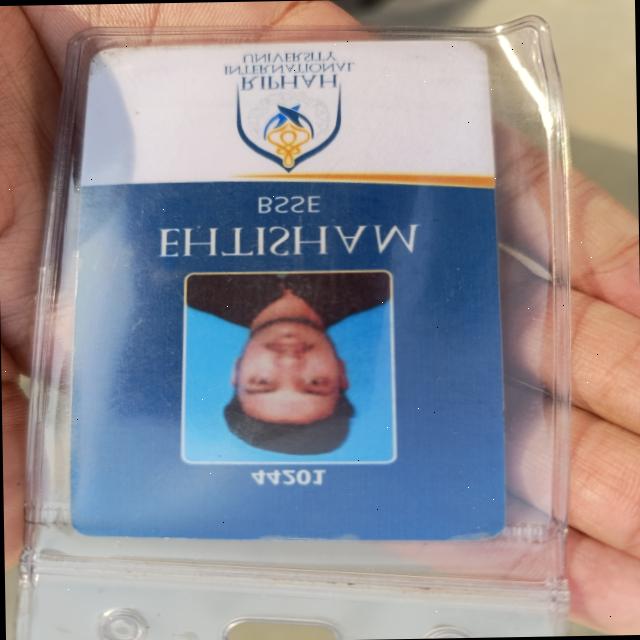 44201
EHTISHAM
BSSE
RIPHAH
INTERNATIONAL
UNIVERSITY